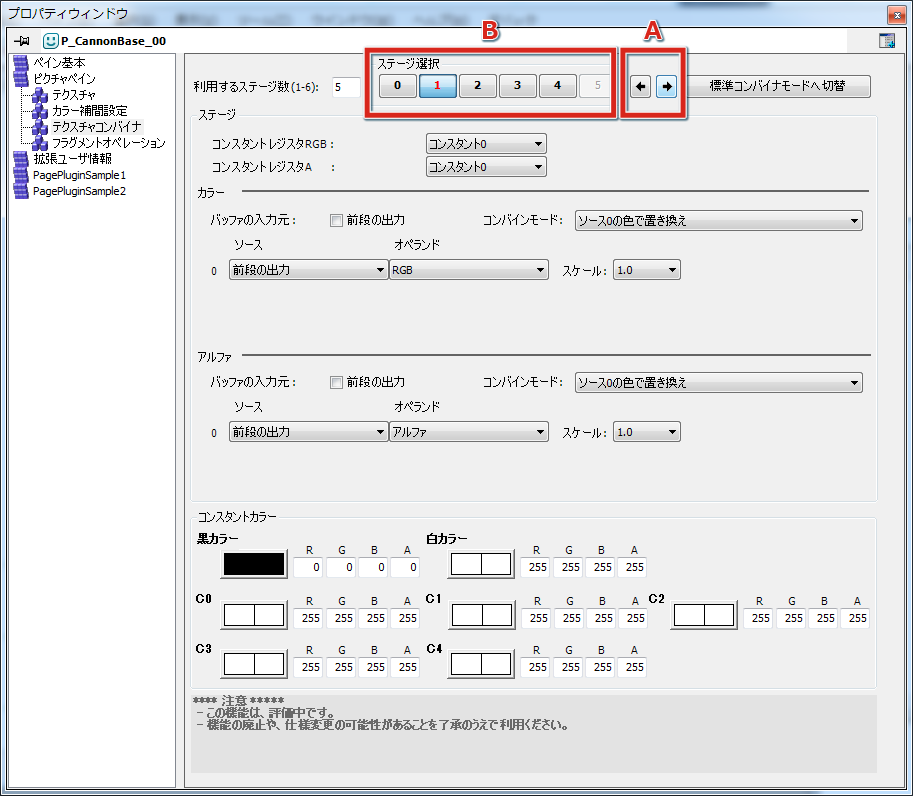 プロパティウィンドウ
P_CannonBase_00
B
A
ペイン基本
ピクチャペイン
テクスチャ
カラー補間設定
テクスチャコンバイナ
フラグメントオペレーション
拡張ユーザ情報
PagePluginSample1
PagePluginSample2
利用するステージ数(1-6): 5
ステージ選択
0 1 2 3 4 5
標準コンバイナモードへ切替
ステージ
コンスタントレジスタRGB : コンスタント0
コンスタントレジスタA : コンスタント0
カラー
バッファの入力元 : 前段の出力 コンバインモード: ソース0の色で置き換え
ソース オペランド
0 前段の出力 RGB スケール: 1.0
アルファ
バッファの入力元 : 前段の出力 コンバインモード: ソース0の色で置き換え
ソース オペランド
0 前段の出力 アルファ スケール: 1.0
コンスタントカラー
黒カラー R G B A 白カラー R G B A
0 0 0 0 255 255 255 255
C0 R G B A C1 R G B A C2 R G B A
255 255 255 255 255 255 255 255 255 255 255 255
C3 R G B A C4 R G B A
255 255 255 255 255 255 255 255
**** 注意 *****
- この機能は、評価中です。
- 機能の廃止や、仕様変更の可能性があることを了承のうえで利用ください。